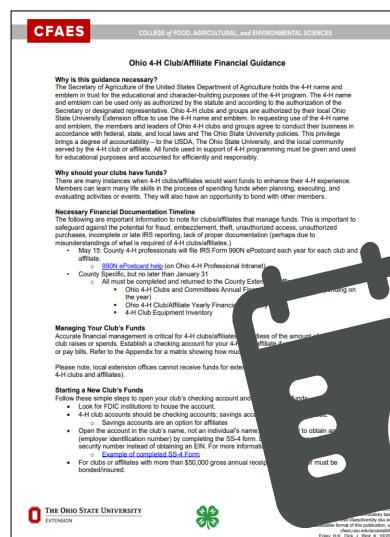 CFAES
COLLEGE of FOOD, AGRICULTURAL, and ENVIRONMENTAL SCIENCES
Ohio 4-H Club/Affiliate Financial Guidance
Why is this guidance necessary?
The Secretary of Agriculture of the United States Department of Agriculture holds the 4-H name and
emblem in trust for the educational and character-building purposes of the 4-H program. The 4-H name
and emblem can be used only as authorized by the statute and according to the authorization of the
Secretary or designated representative. Ohio 4-H clubs and groups are authorized by their local Ohio
State University Extension office to use the 4-H name and emblem. In requesting use of the 4-H name
and emblem, the members and leaders of Ohio 4-H clubs and groups agree to conduct their business in
accordance with federal, state, and local laws and The Ohio State University policies. This privilege
brings a degree of accountability – to the USDA, The Ohio State University, and the local community
served by the 4-H club or affiliate. All funds used in support of 4-H programming must be given and used
for educational purposes and accounted for efficiently and responsibly.
Why should your clubs have funds?
There are many instances when 4-H clubs/affiliates would want funds to enhance their 4-H experience.
Members can learn many life skills in the process of spending funds when planning, executing, and
evaluating activities or events. They will also have an opportunity to bond with other members.
Necessary Financial Documentation Timeline
The following are important information to note for clubs/affiliates that manage funds. This is important to
safeguard against the potential for fraud, embezzlement, theft, unauthorized access, unauthorized
purchases, incomplete or late IRS reporting, lack of proper documentation (perhaps due to
misunderstandings of what is required of 4-H clubs/affiliates.)
• May 15: County 4-H professionals will file IRS Form 990N ePostcard each year for each club and
affiliate.
○ 990N ePostcard help (on Ohio 4-H Professional Intranet)
• County Specific, but no later than January 31
○ All must be completed and returned to the County Exten
▪ Ohio 4-H Clubs and Committees Annual Fina
the year)
▪ Ohio 4-H Club/Affiliate Yearly Financial
▪ 4-H Club Equipment Inventory
Managing Your Club's Funds
Accurate financial management is critical for 4-H clubs/affiliates
club raises or spends. Establish a checking account for your 4-
or pay bills. Refer to the Appendix for a matrix showing how muc
Please note, local extension offices cannot receive funds for exte
4-H clubs and affiliates).
Starting a New Club's Funds
Follow these simple steps to open your club's checking account and
• Look for FDIC institutions to house the account.
• 4-H club accounts should be checking accounts; savings acco
○ Savings accounts are an option for affiliates
• Open the account in the club's name, not an individual's name.
(employer identification number) by completing the SS-4 form.
security number instead of obtaining an EIN. For more informati
○ Example of completed SS-4 Form
• For clubs or affiliates with more than $50,000 gross annual receip
bonded/insured.
THE OHIO STATE UNIVERSITY
EXTENSION